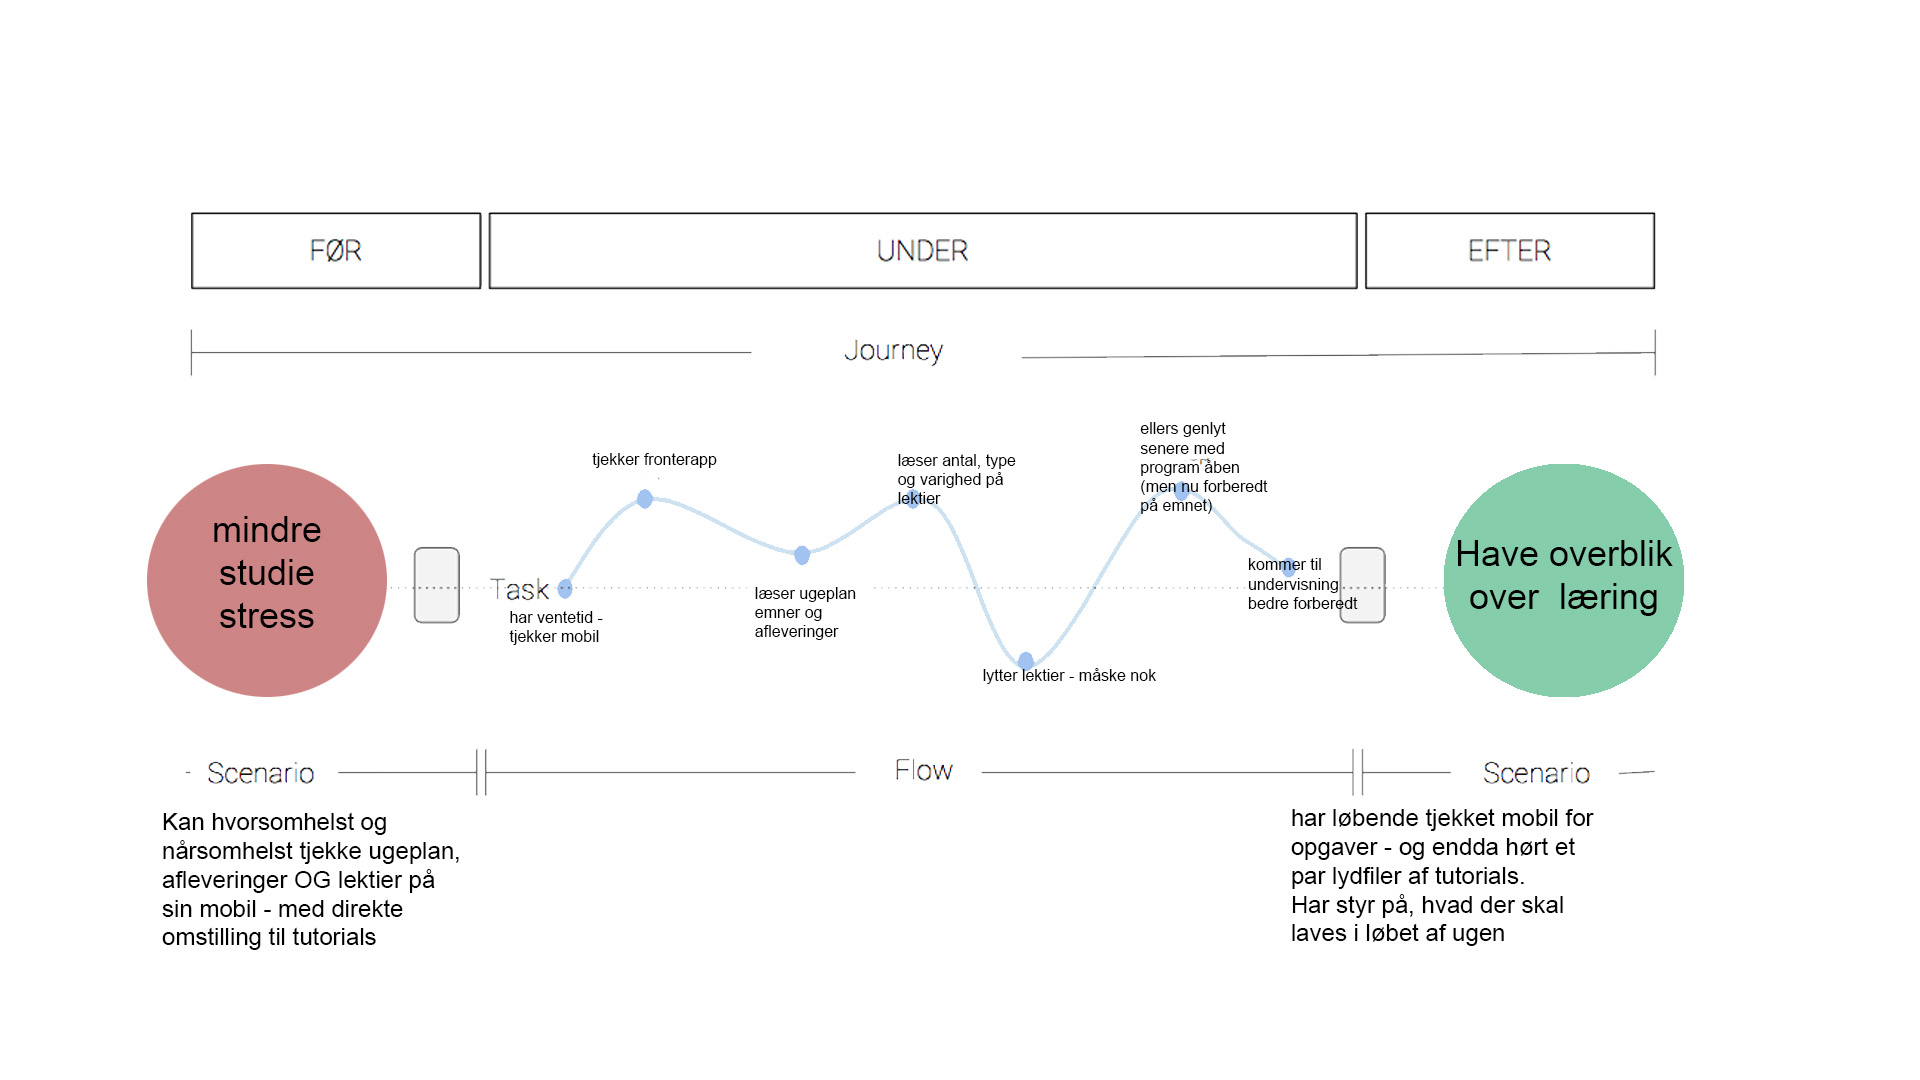 FØR
UNDER
EFTER
Journey
mindre
studie
stress
Task
har ventetid -
tjekker mobil
tjekker fronterapp
læser ugeplan
emner og
afleveringer
læser antal, type
og varighed på
lektier
lytter lektier - måske nok
ellers genlyt
senere med
program åben
(men nu forberedt
på emnet)
kommer til
undervisning
bedre forberedt
Have overblik
over læring
Scenario
Flow
Scenario
Kan hvorsomhelst og
nårsomhelst tjekke ugeplan,
afleveringer OG lektier på
sin mobil - med direkte
omstilling til tutorials
har løbende tjekket mobil for
opgaver - og endda hørt et
par lydfiler af tutorials.
Har styr på, hvad der skal
laves i løbet af ugen